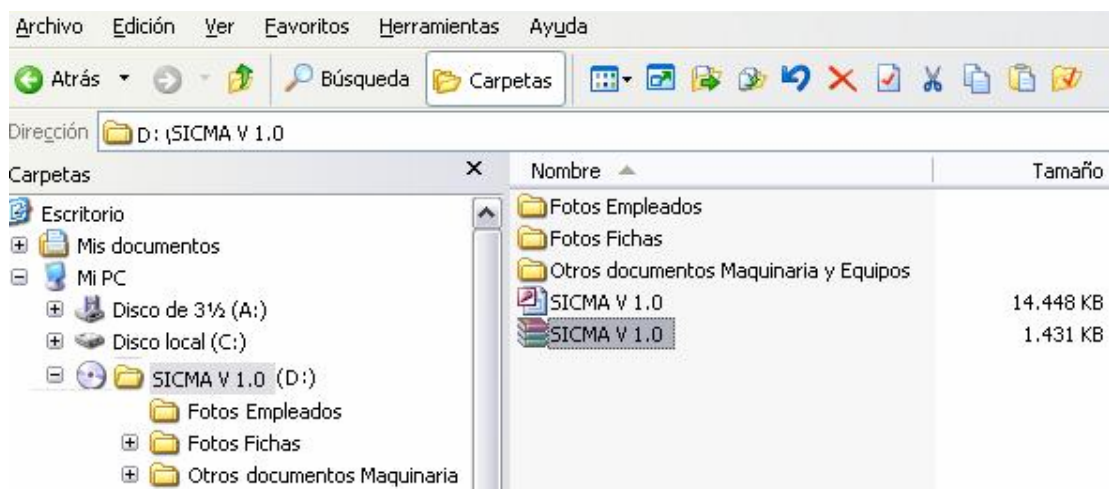 Archivo Edición Ver Favoritos Herramientas Ayuda
Atrás Búsqueda Carpetas
Dirección D:\SICMA V 1.0
Carpetas
Escritorio
Mis documentos
Mi PC
Disco de 3½ (A:)
Disco local (C:)
SICMA V 1.0 (D:)
Fotos Empleados
Fotos Fichas
Otros documentos Maquinaria
Nombre Tamaño
Fotos Empleados
Fotos Fichas
Otros documentos Maquinaria y Equipos
SICMA V 1.0 14.448 KB
SICMA V 1.0 1.431 KB